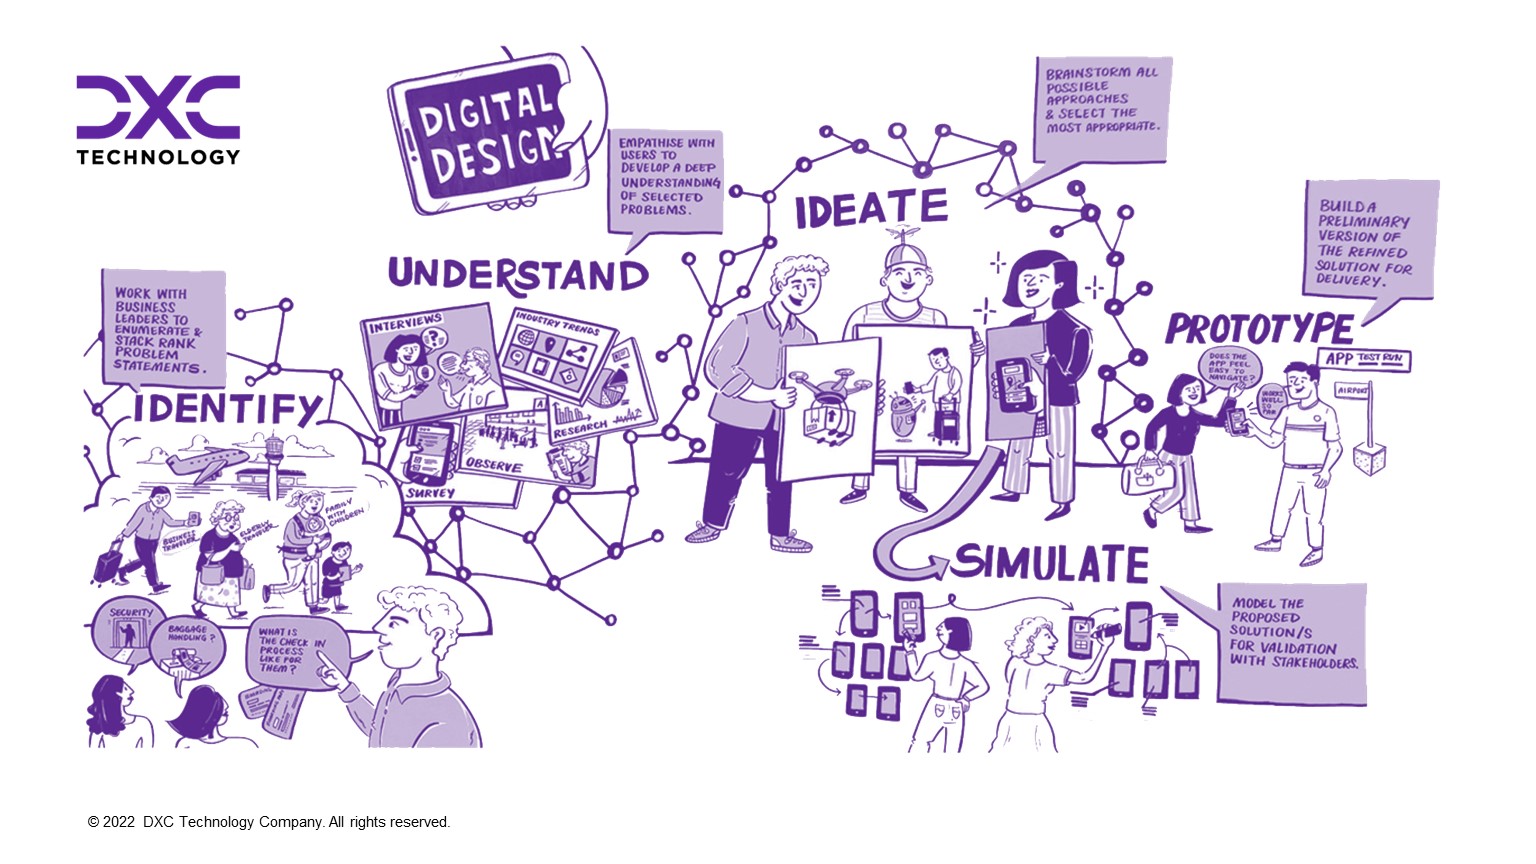 DXC
TECHNOLOGY
DIGITAL
DESIGN
WORK WITH
BUSINESS
LEADERS TO
ENUMERATE &
STACK RANK
PROBLEM
STATEMENTS.
IDENTIFY
BUSINESS
TRAVELER
ELDERLY
TRAVELER
FAMILY
WITH
CHILDREN
SECURITY
BAGGAGE
HANDLING?
WHAT IS
THE CHECK IN
PROCESS
LIKE FOR
THEM?
EMPATHISE WITH
USERS TO
DEVELOP A DEEP
UNDERSTANDING
OF SELECTED
PROBLEMS.
UNDERSTAND
INTERVIEWS
INDUSTRY TRENDS
RESEARCH
OBSERVE
SURVEY
BRAINSTORM ALL
POSSIBLE
APPROACHES
& SELECT THE
MOST APPROPRIATE.
IDEATE
SIMULATE
MODEL THE
PROPOSED
SOLUTION/S
FOR VALIDATION
WITH STAKEHOLDERS.
BUILD A
PRELIMINARY
VERSION OF
THE REFINED
SOLUTION FOR
DELIVERY.
PROTOTYPE
DOES THE
APP FEEL
EASY TO
NAVIGATE?
WORKS
WELL
SO
FAR
APP TEST RUN
AIRPORT
© 2022 DXC Technology Company. All rights reserved.